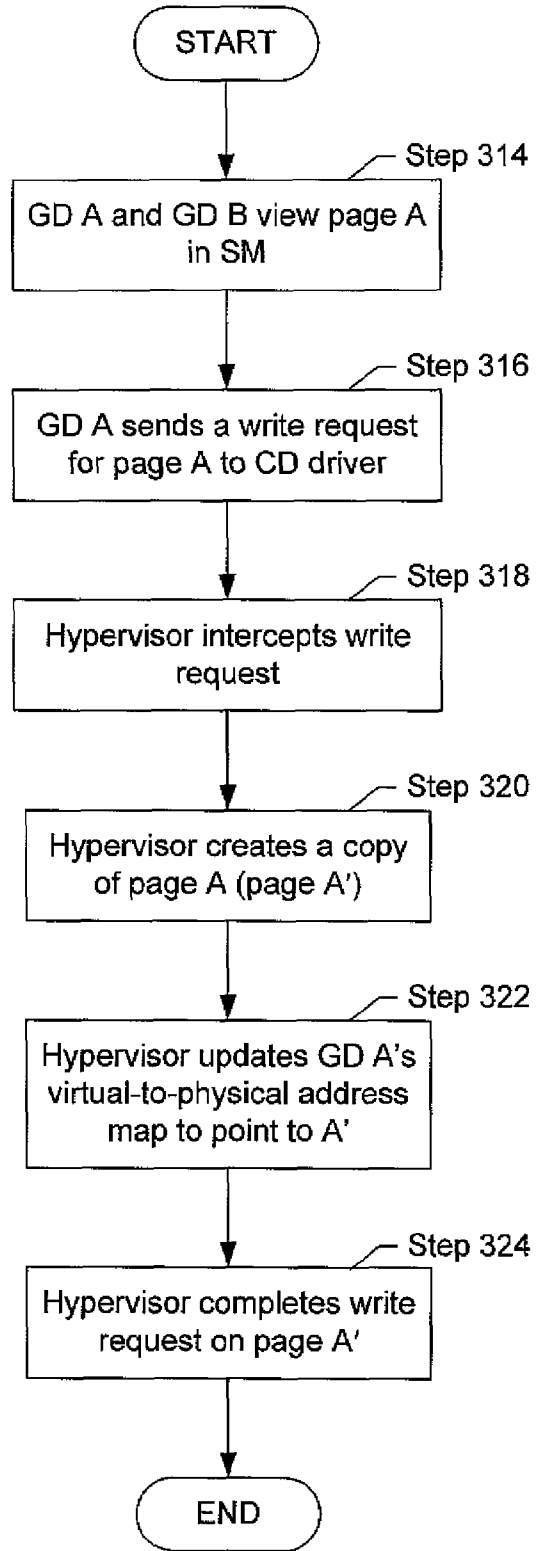 START
Step 314
GD A and GD B view page A
in SM
Step 316
GD A sends a write request
for page A to CD driver
Step 318
Hypervisor intercepts write
request
Step 320
Hypervisor creates a copy
of page A (page A′)
Step 322
Hypervisor updates GD A's
virtual-to-physical address
map to point to A'
Step 324
Hypervisor completes write
request on page A′
END